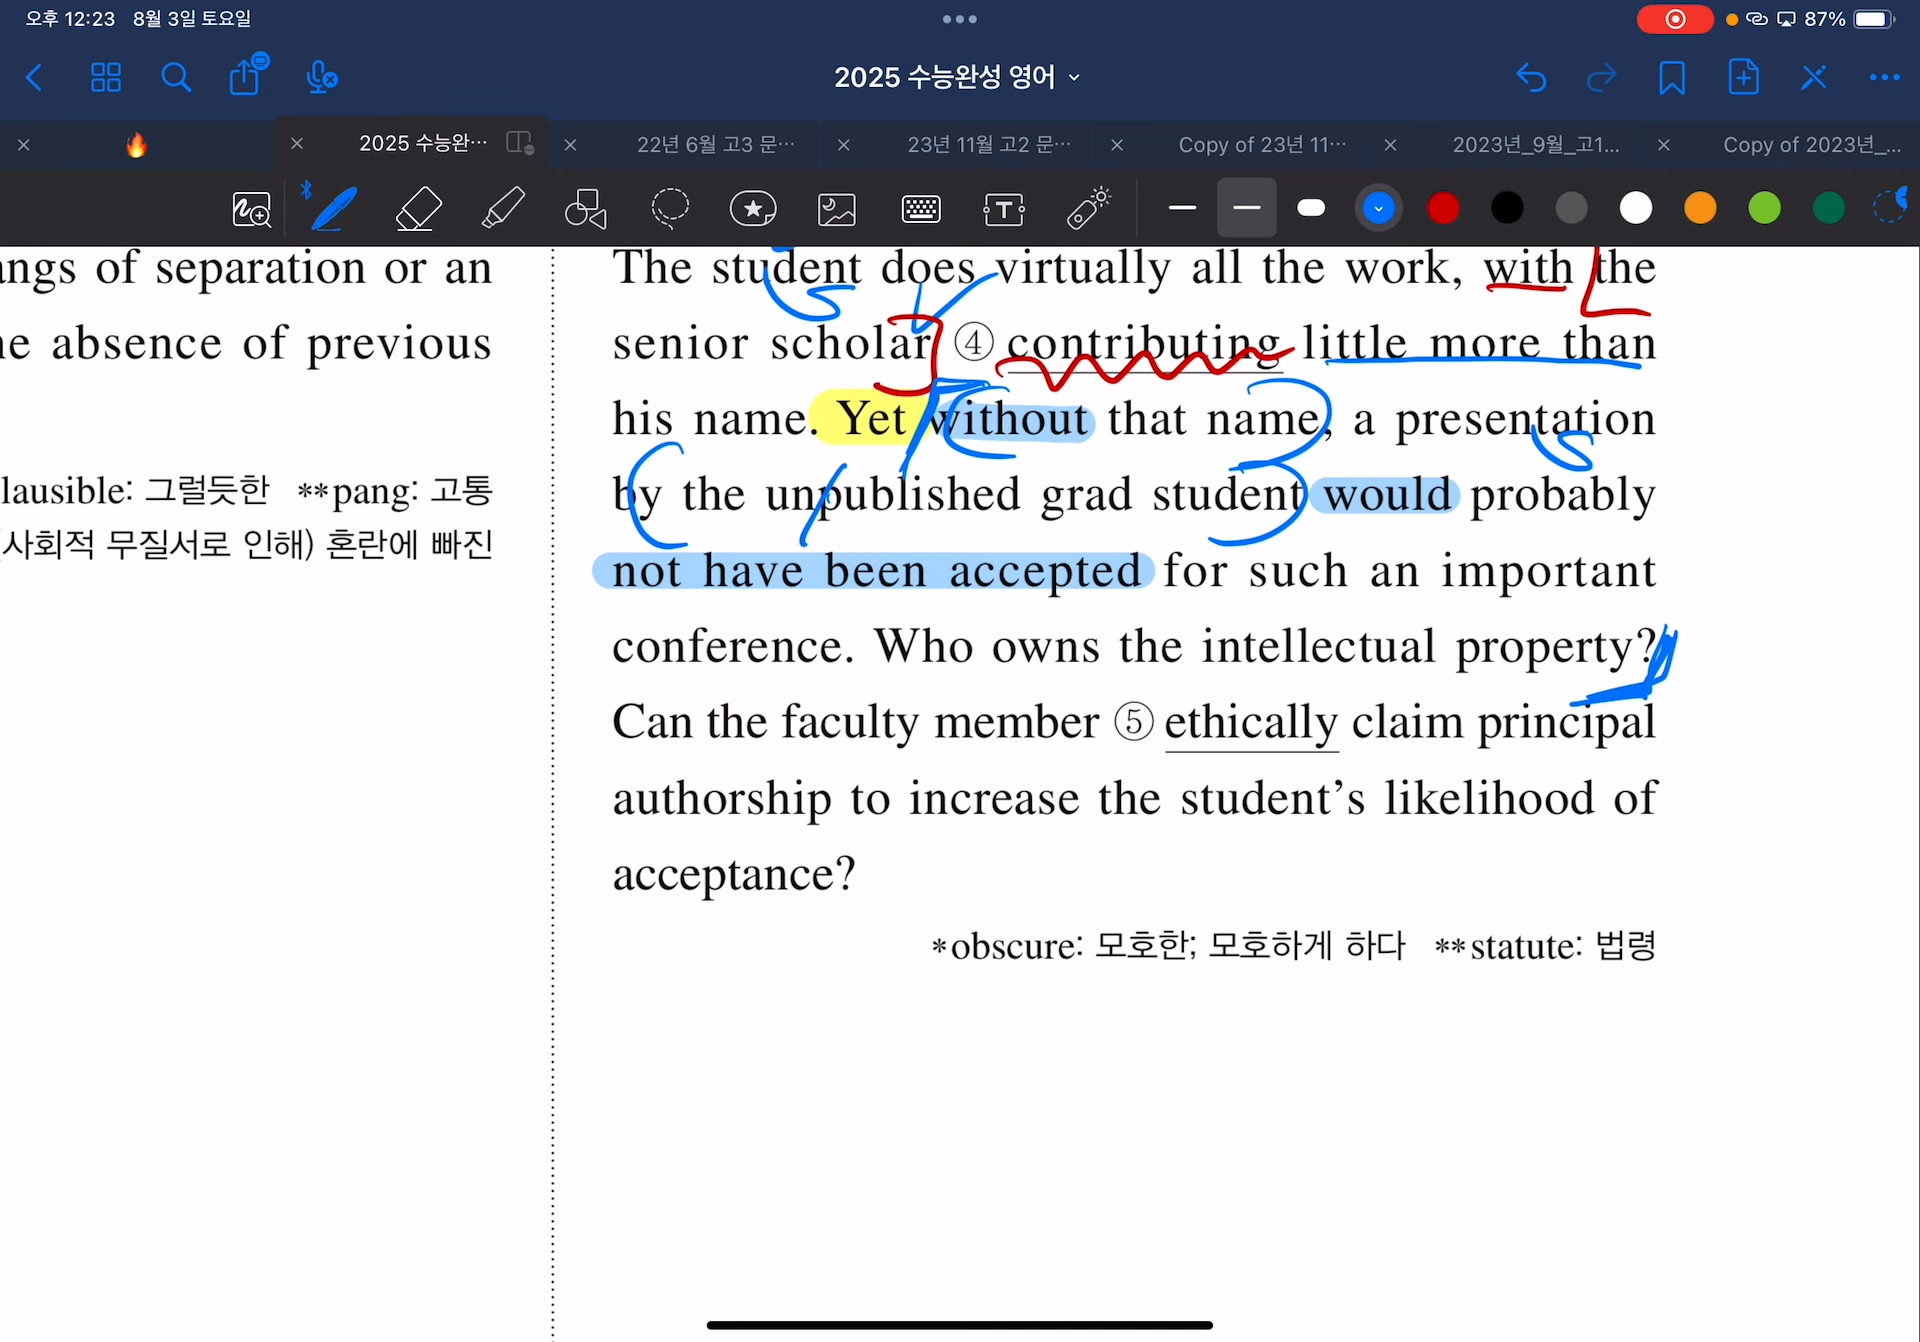 오후 12:23 8월 3일 토요일
87%
2025 수능완성 영어
2025 수능완···
22년 6월 고3 문···
23년 11월 고2 문···
Copy of 23년 11···
2023년_9월_고1...
Copy of 2023년_...
angs of separation or an
ne absence of previous
lausible: 그럴듯한 **pang: 고통
(사회적 무질서로 인해) 혼란에 빠진
The student does virtually all the work, with the
senior scholar ④ contributing little more than
his name. Yet without that name, a presentation
by the unpublished grad student would probably
not have been accepted for such an important
conference. Who owns the intellectual property?
Can the faculty member ⑤ ethically claim principal
authorship to increase the student's likelihood of
acceptance?
*obscure: 모호한; 모호하게 하다 **statute: 법령